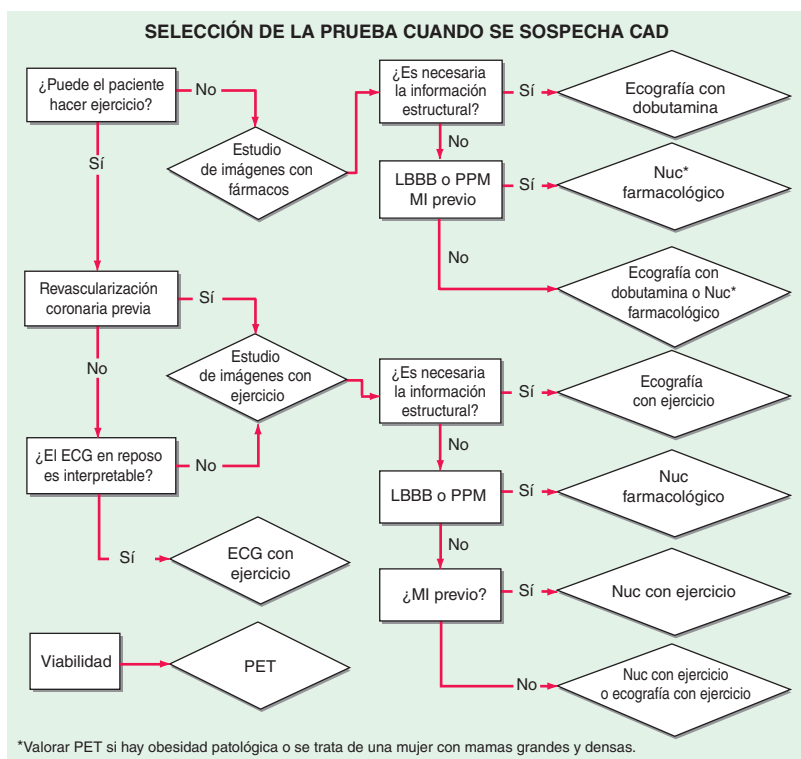 SELECCIÓN DE LA PRUEBA CUANDO SE SOSPECHA CAD
¿Puede el paciente
hacer ejercicio?
No
Sí
Estudio
de imágenes con
fármacos
¿Es necesaria
la información
estructural?
Sí
Ecografía con
dobutamina
No
LBBB o PPM
MI previo
Sí
Nuc*
farmacológico
No
Ecografía con
dobutamina o Nuc*
farmacológico
Revascularización
coronaria previa
Sí
No
Estudio
de imágenes con
ejercicio
¿El ECG en reposo
es interpretable?
No
Sí
ECG con
ejercicio
¿Es necesaria
la información
estructural?
Sí
Ecografía
con ejercicio
No
LBBB o PPM
Sí
Nuc
farmacológico
No
¿MI previo?
Sí
Nuc con ejercicio
No
Nuc con ejercicio
o ecografía con ejercicio
Viabilidad
PET
*Valorar PET si hay obesidad patológica o se trata de una mujer con mamas grandes y densas.